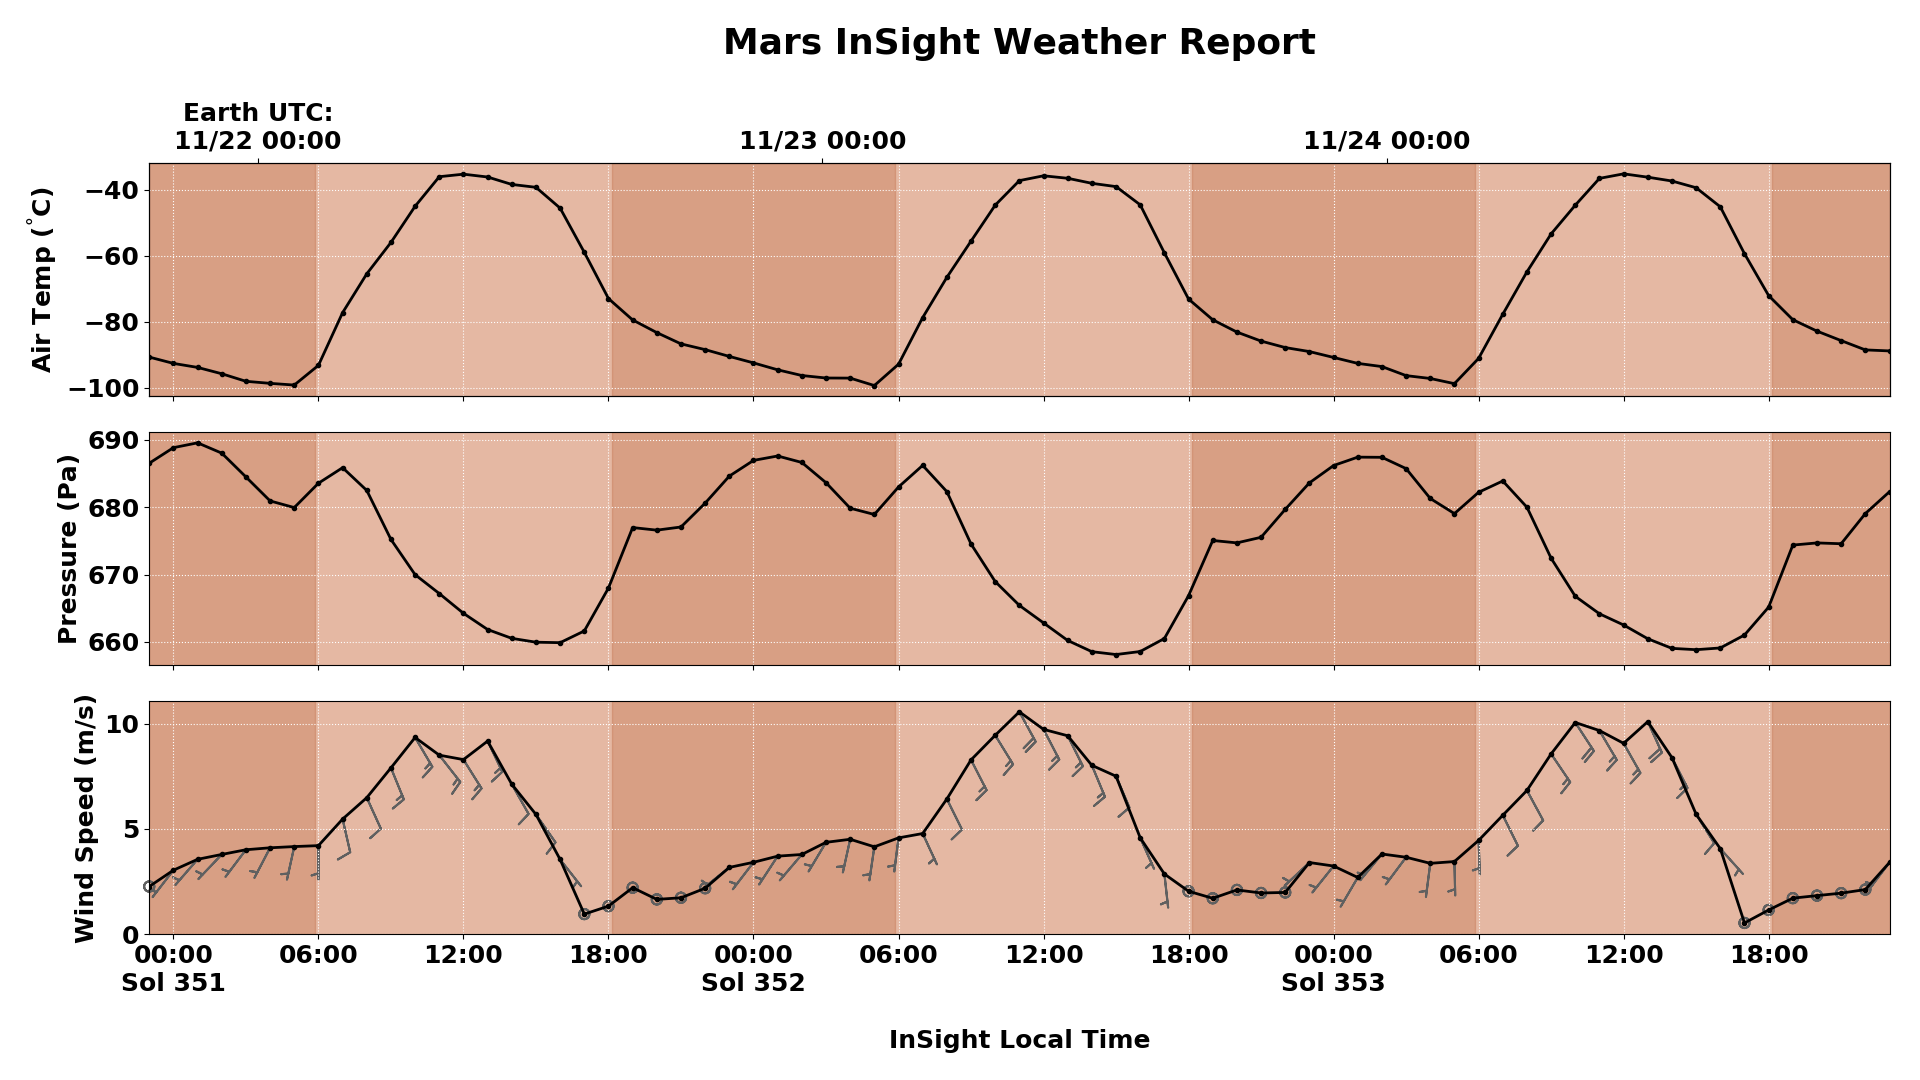 Mars InSight Weather Report
Earth UTC:
11/22 00:00 11/23 00:00 11/24 00:00
Air Temp (°C)
−40
−60
−80
−100
Pressure (Pa)
690
680
670
660
Wind Speed (m/s)
10
5
0
00:00 06:00 12:00 18:00 00:00 06:00 12:00 18:00 00:00 06:00 12:00 18:00
Sol 351 Sol 352 Sol 353
InSight Local Time